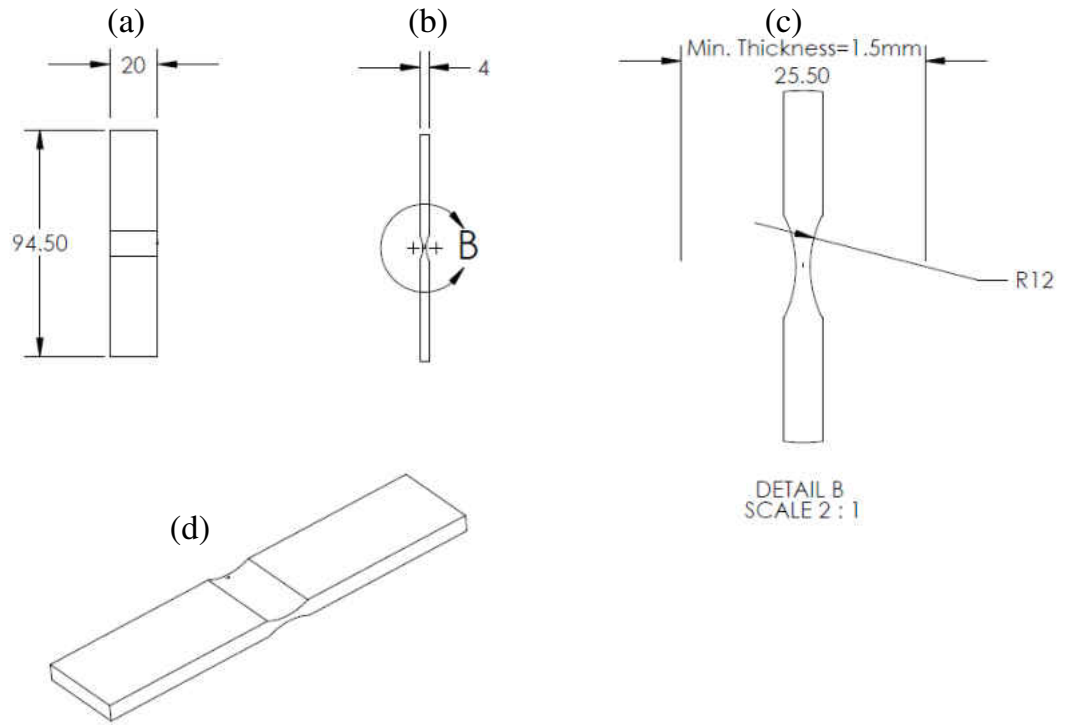 (a)
(b)
(c)
20
4
Min. Thickness=1.5mm
25.50
94.50
B
R12
DETAIL B
SCALE 2 : 1
(d)